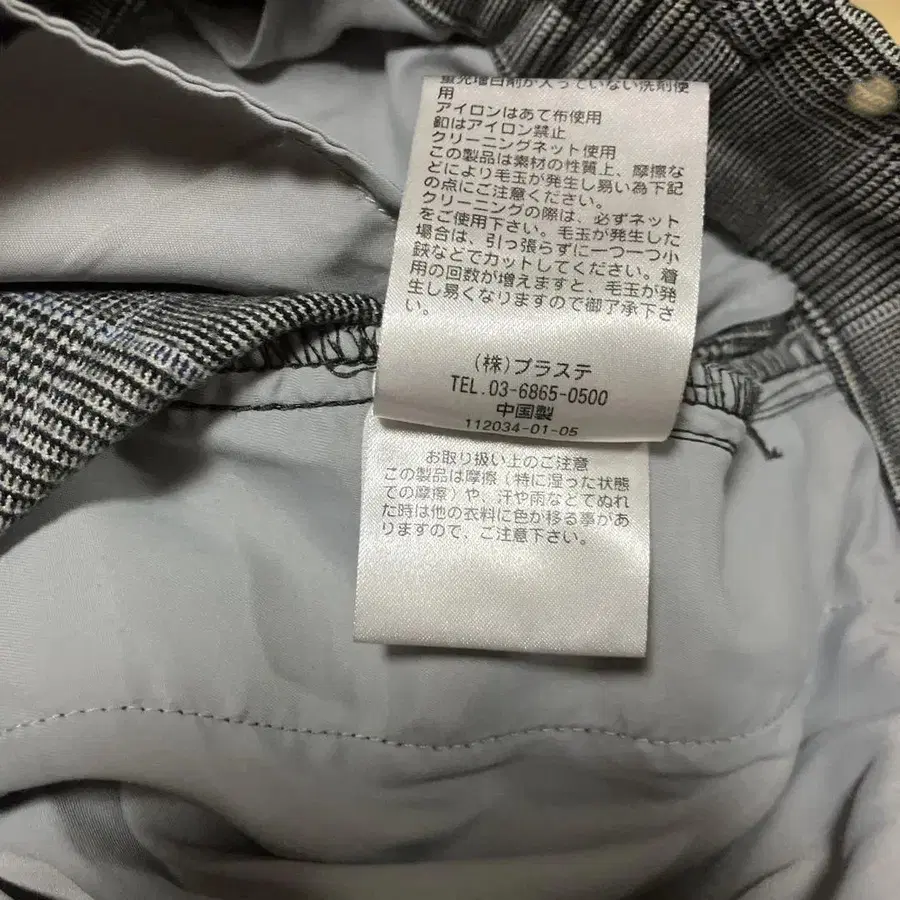 蛍光増白剤が入っていない洗剤使
用
アイロンはあて布使用
釦はアイロン禁止
クリーニングネット使用
この製品は素材の性質上、摩擦な
どにより毛玉が発生し易い為下記
の点にご注意ください。
クリーニングの際は、必ずネット
をご使用下さい。毛玉が発生した
場合は、引っ張らずに一つ一つ小
鋏などでカットしてください。着
用の回数が増えますと、毛玉が発
生し易くなりますので御了承下さ
い。
(株)プラステ
TEL.03-6865-0500
中国製
112034-01-05
お取り扱い上のご注意
この製品は摩擦(特に湿った状態
での摩擦)や、汗や雨などでぬれ
た時は他の衣料に色が移る事があ
りますので、ご注意下さい。